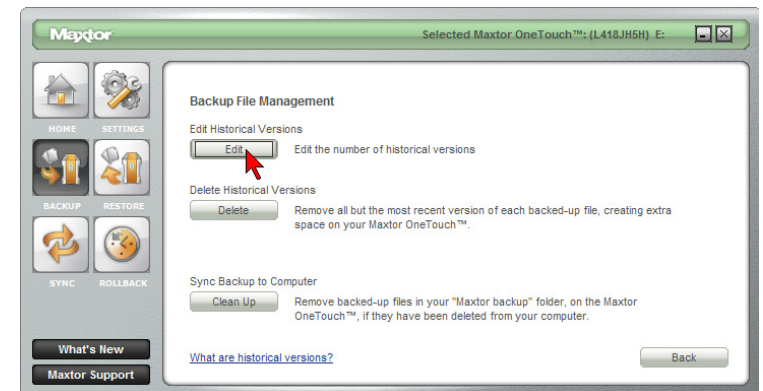 Maxtor
Selected Maxtor OneTouch™: (L418JH5H) E:
HOME SETTINGS
BACKUP RESTORE
SYNC ROLLBACK
What's New
Maxtor Support
Backup File Management
Edit Historical Versions
Edit Edit the number of historical versions
Delete Historical Versions
Delete Remove all but the most recent version of each backed-up file, creating extra
space on your Maxtor OneTouch™.
Sync Backup to Computer
Clean Up Remove backed-up files in your "Maxtor backup" folder, on the Maxtor
OneTouch™, if they have been deleted from your computer.
What are historical versions? Back